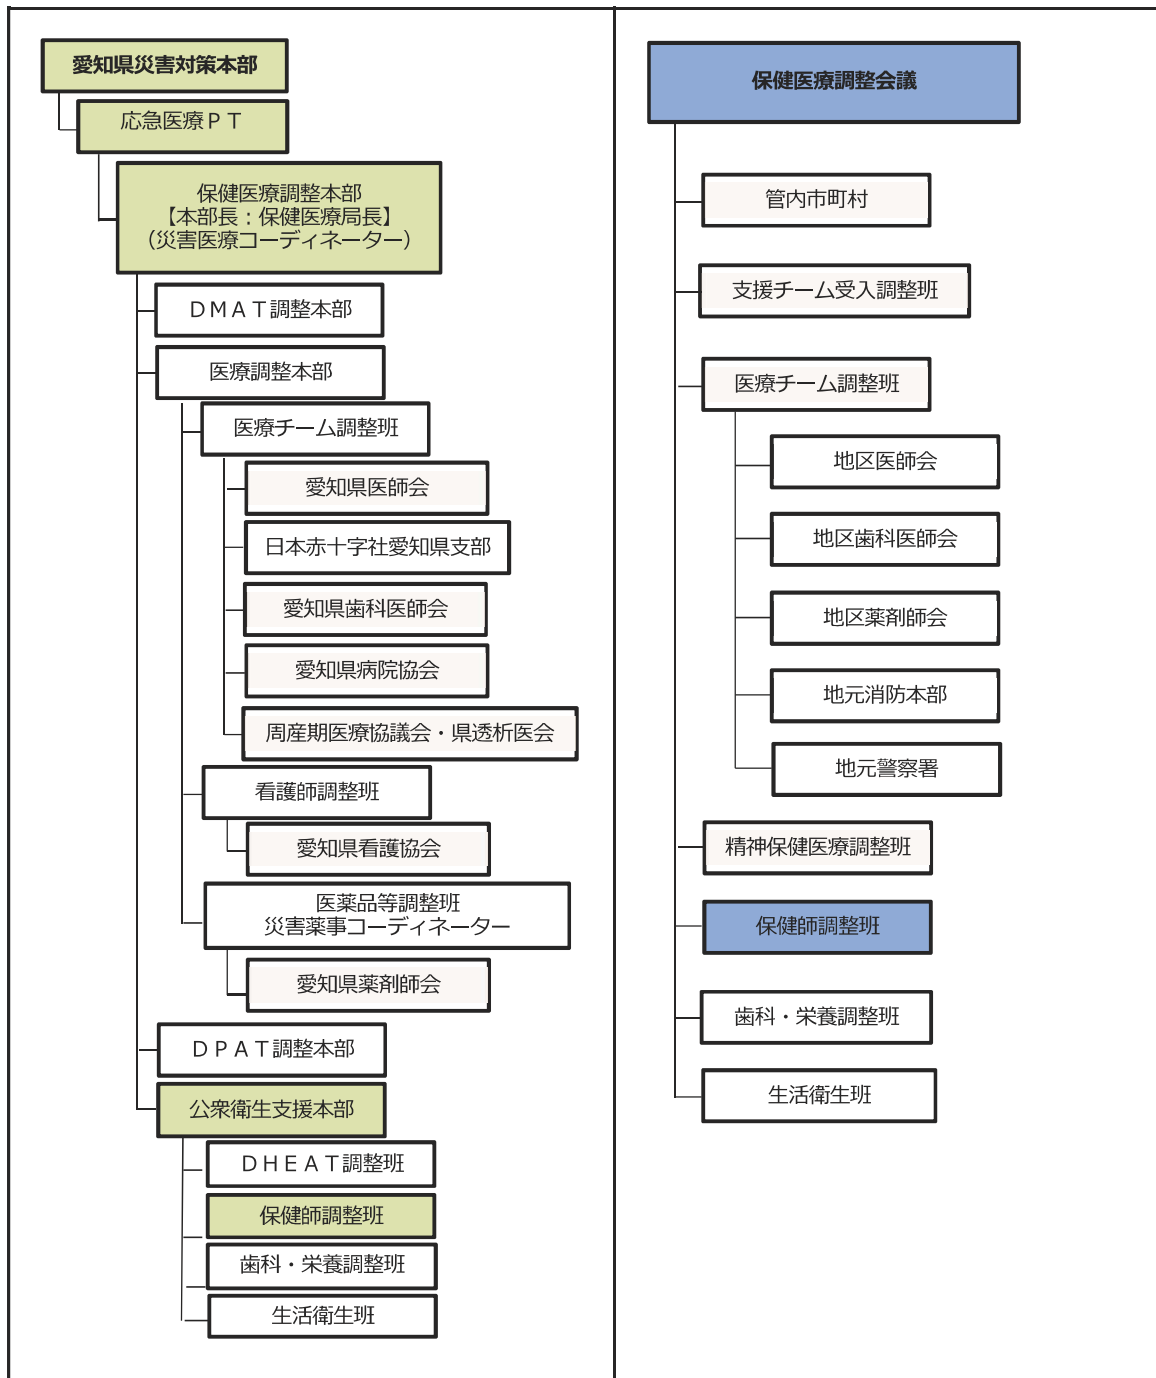 愛知県災害対策本部
応急医療ＰＴ
保健医療調整本部
【本部長：保健医療局長】
（災害医療コーディネーター）
ＤＭＡＴ調整本部
医療調整本部
医療チーム調整班
愛知県医師会
日本赤十字社愛知県支部
愛知県歯科医師会
愛知県病院協会
周産期医療協議会・県透析医会
看護師調整班
愛知県看護協会
医薬品等調整班
災害薬事コーディネーター
愛知県薬剤師会
ＤＰＡＴ調整本部
公衆衛生支援本部
ＤＨＥＡＴ調整班
保健師調整班
歯科・栄養調整班
生活衛生班
保健医療調整会議
管内市町村
支援チーム受入調整班
医療チーム調整班
地区医師会
地区歯科医師会
地区薬剤師会
地元消防本部
地元警察署
精神保健医療調整班
保健師調整班
歯科・栄養調整班
生活衛生班